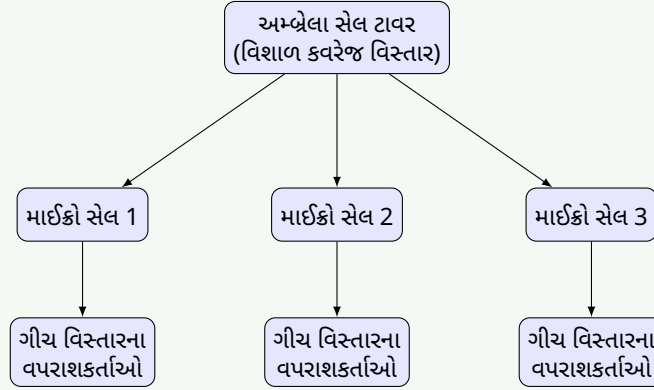 અમ્બ્રેલા સેલ ટાવર
(વિશાળ કવરેજ વિસ્તાર)
માઈક્રો સેલ 1
માઈક્રો સેલ 2
માઈક્રો સેલ 3
ગીચ વિસ્તારના
વપરાશકર્તાઓ
ગીચ વિસ્તારના
વપરાશકર્તાઓ
ગીચ વિસ્તારના
વપરાશકર્તાઓ